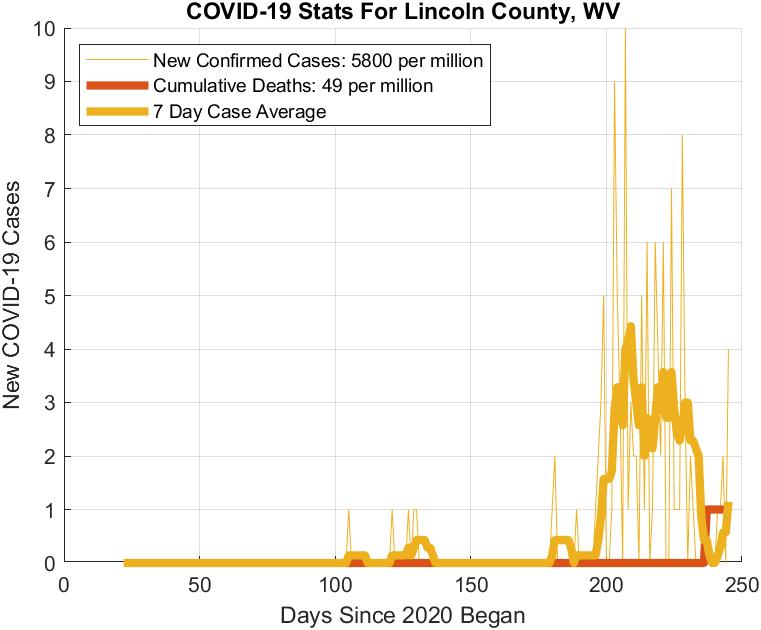 COVID-19 Stats For Lincoln County, WV
New Confirmed Cases: 5800 per million
Cumulative Deaths: 49 per million
7 Day Case Average
New COVID-19 Cases
10
9
8
7
6
5
4
3
2
1
0
0 50 100 150 200 250
Days Since 2020 Began